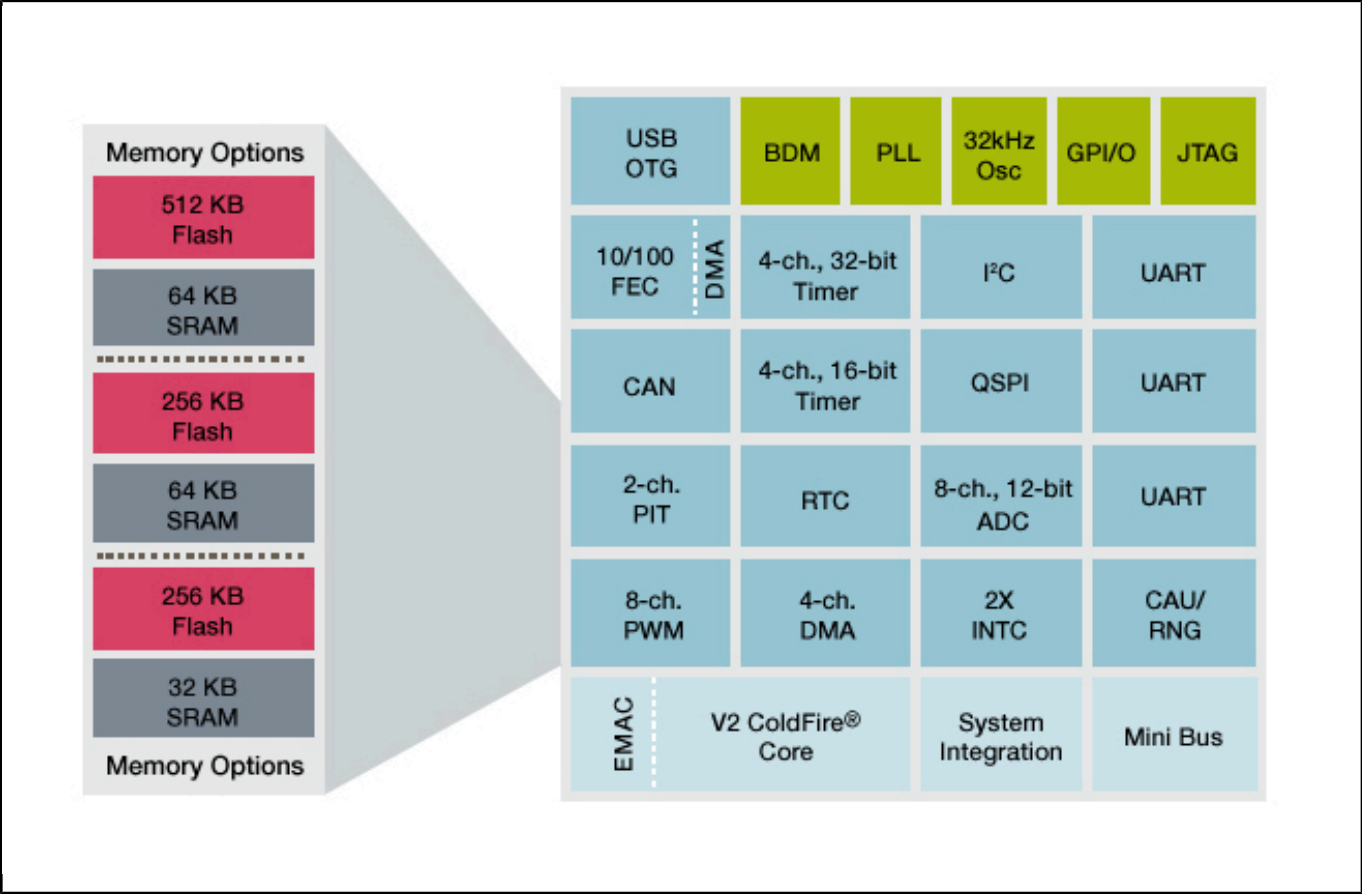 Memory Options
512 KB
Flash
64 KB
SRAM
256 KB
Flash
64 KB
SRAM
256 KB
Flash
32 KB
SRAM
Memory Options
USB
OTG
BDM
PLL
32kHz
Osc
GPI/O
JTAG
10/100
FEC
DMA
4-ch., 32-bit
Timer
I²C
UART
CAN
4-ch., 16-bit
Timer
QSPI
UART
2-ch.
PIT
RTC
8-ch., 12-bit
ADC
UART
8-ch.
PWM
4-ch.
DMA
2X
INTC
CAU/
RNG
EMAC
V2 ColdFire®
Core
System
Integration
Mini Bus